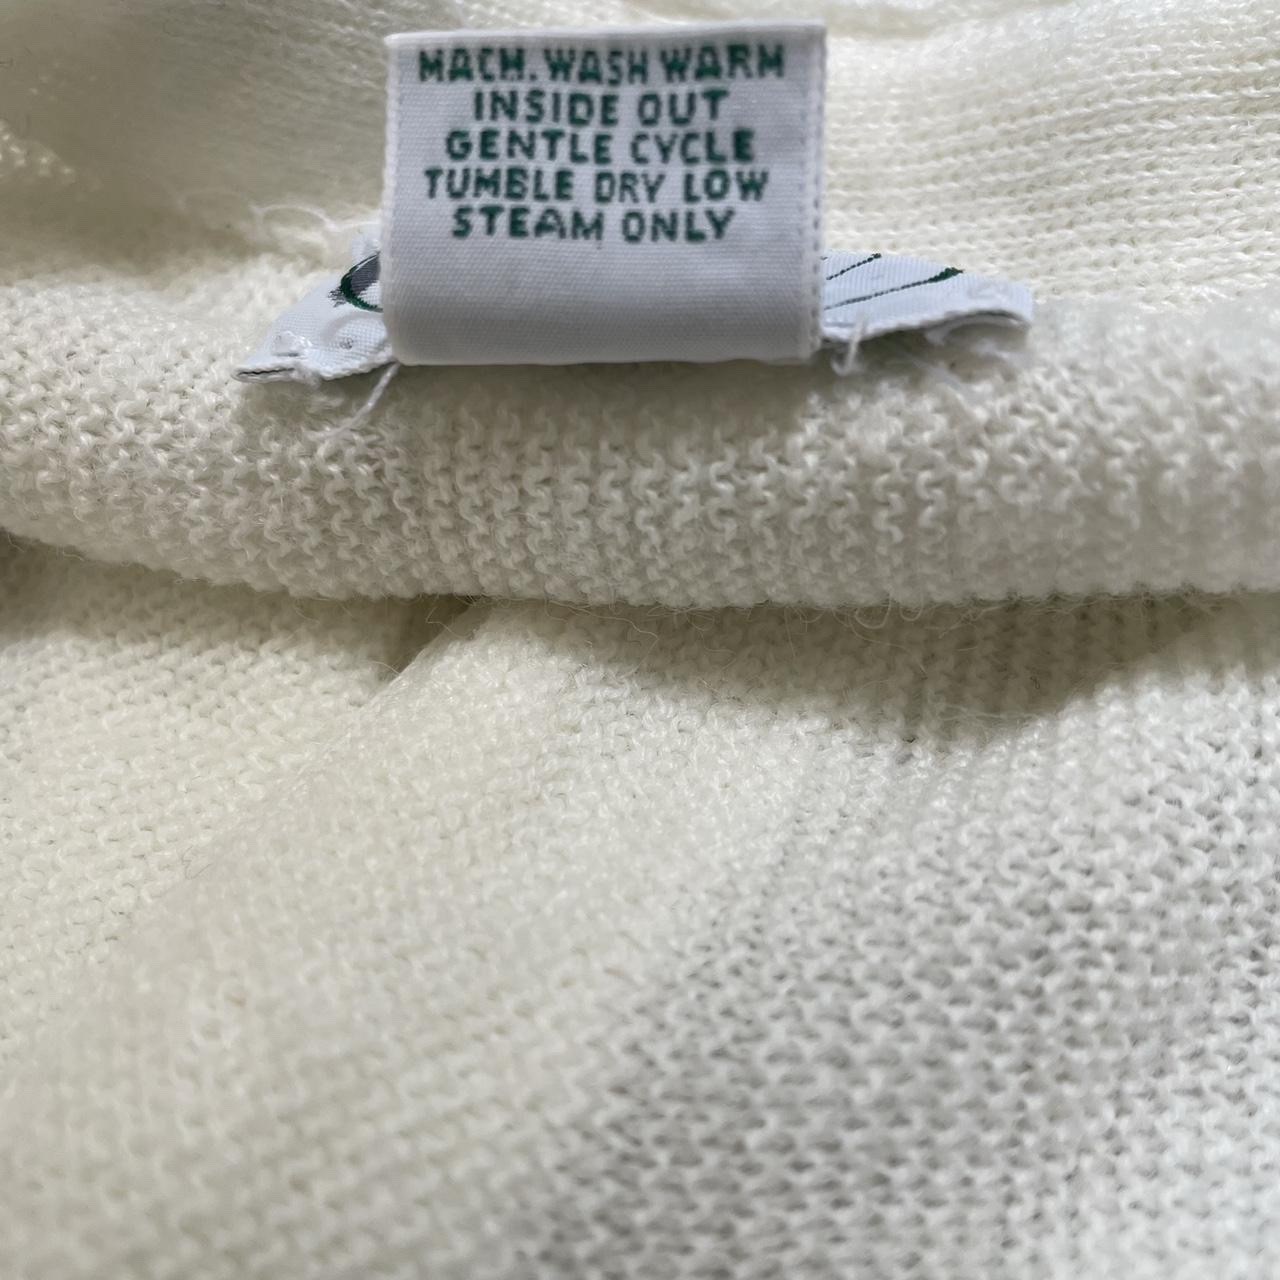 MACH. WASH WARM
INSIDE OUT
GENTLE CYCLE
TUMBLE DRY LOW
STEAM ONLY